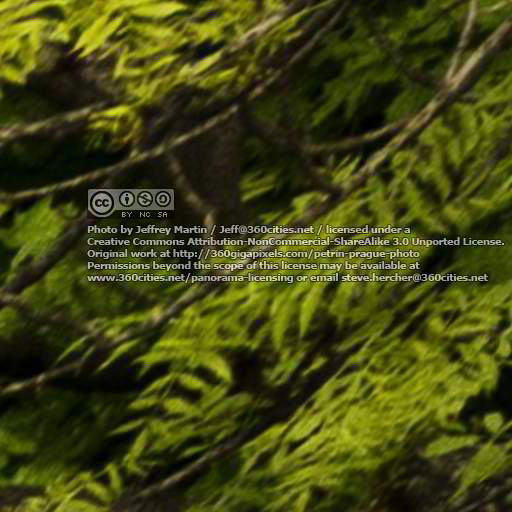 cc
BY NC SA
Photo by Jeffrey Martin / Jeff@360cities.net / licensed under a
Creative Commons Attribution-NonCommercial-ShareAlike 3.0 Unported License.
Original work at http://360gigapixels.com/petrin-prague-photo
Permissions beyond the scope of this license may be available at
www.360cities.net/panorama-licensing or email steve.hercher@360cities.net